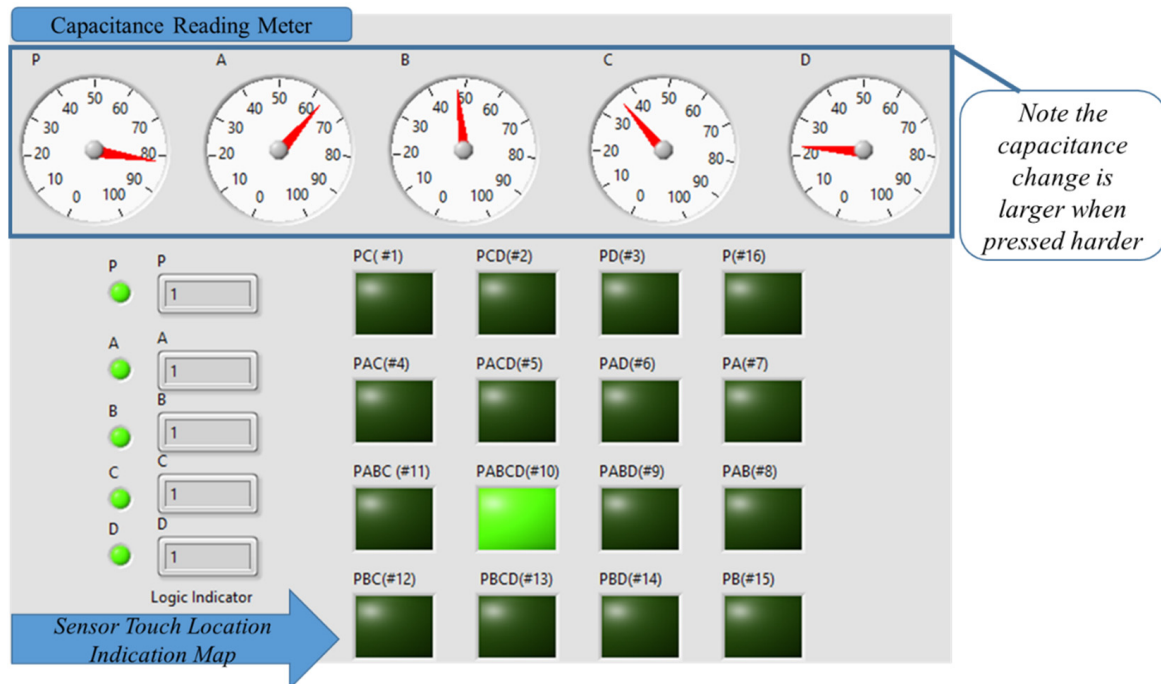 Capacitance Reading Meter
P A B C D
0 10 20 30 40 50 60 70 80 90 100
0 10 20 30 40 50 60 70 80 90 100
0 10 20 30 40 50 60 70 80 90 100
0 10 20 30 40 50 60 70 80 90 100
0 10 20 30 40 50 60 70 80 90 100
Note the
capacitance
change is
larger when
pressed harder
P P
1
A A
1
B B
1
C C
1
D D
1
Logic Indicator
PC( #1) PCD(#2) PD(#3) P(#16)
PAC(#4) PACD(#5) PAD(#6) PA(#7)
PABC (#11) PABCD(#10) PABD(#9) PAB(#8)
PBC(#12) PBCD(#13) PBD(#14) PB(#15)
Sensor Touch Location
Indication Map